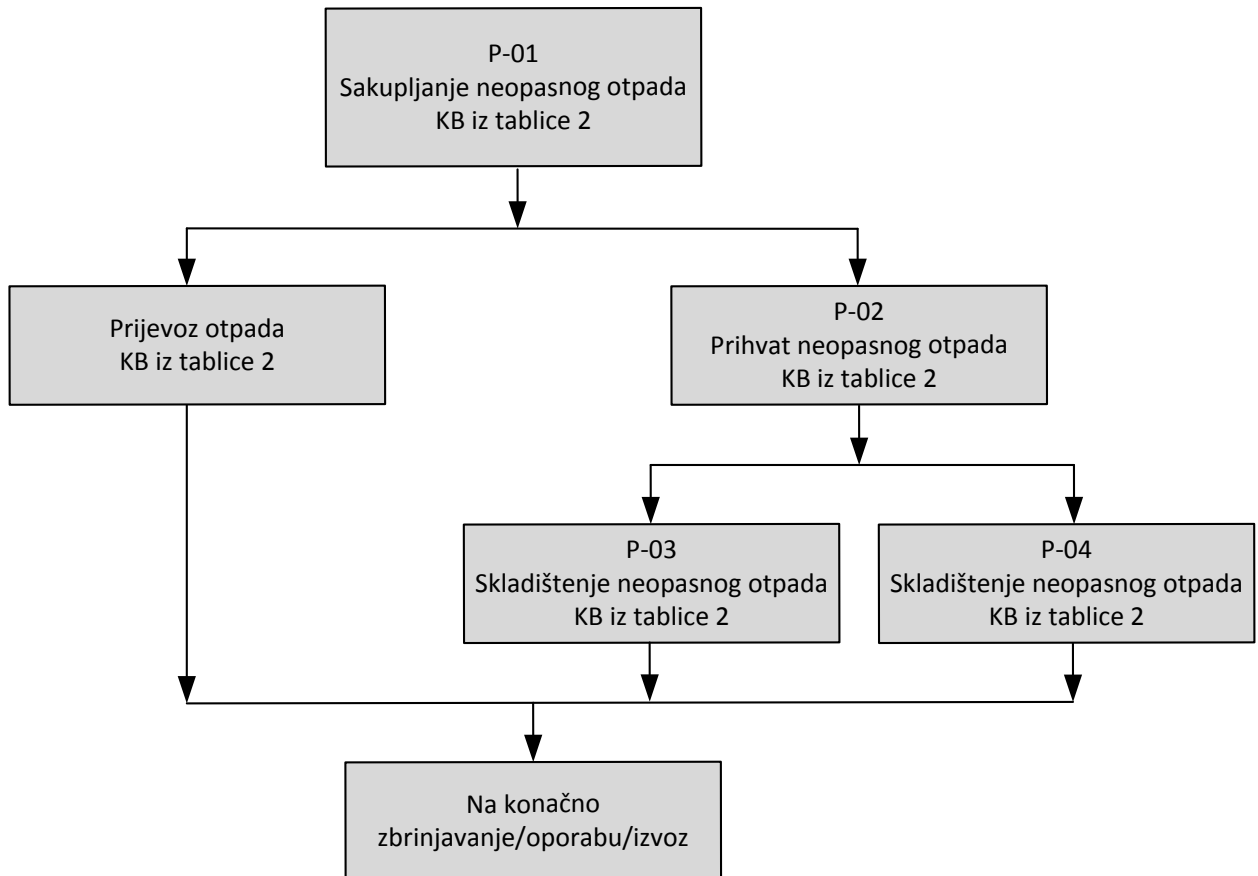 P-01
Sakupljanje neopasnog otpada
KB iz tablice 2
Prijevoz otpada
KB iz tablice 2
P-02
Prihvat neopasnog otpada
KB iz tablice 2
P-03
Skladištenje neopasnog otpada
KB iz tablice 2
P-04
Skladištenje neopasnog otpada
KB iz tablice 2
Na konačno
zbrinjavanje/oporabu/izvoz